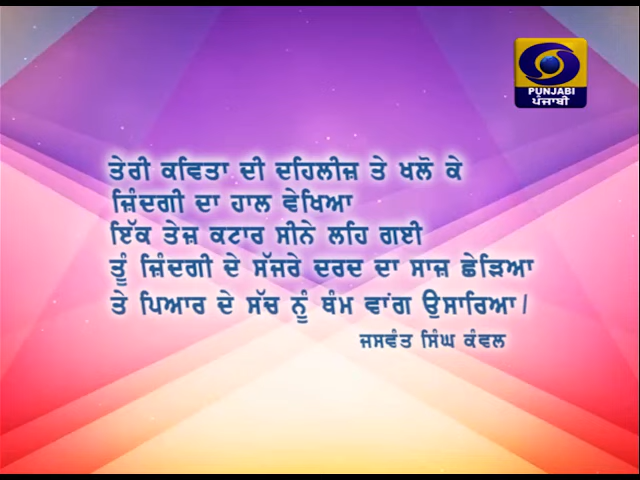 PUNJABI
ਪੰਜਾਬੀ
ਤੇਰੀ ਕਵਿਤਾ ਦੀ ਦਹਿਲੀਜ਼ ਤੇ ਖਲੋ ਕੇ
ਜ਼ਿੰਦਗੀ ਦਾ ਹਾਲ ਵੇਖਿਆ
ਇੱਕ ਤੇਜ਼ ਕਟਾਰ ਸੀਨੇ ਲਹਿ ਗਈ
ਤੂੰ ਜ਼ਿੰਦਗੀ ਦੇ ਸੱਜਰੇ ਦਰਦ ਦਾ ਸਾਜ਼ ਛੇੜਿਆ
ਤੇ ਪਿਆਰ ਦੇ ਸੱਚ ਨੂੰ ਥੰਮ ਵਾਂਗ ਉਸਾਰਿਆ।
ਜਸਵੰਤ ਸਿੰਘ ਕੰਵਲ